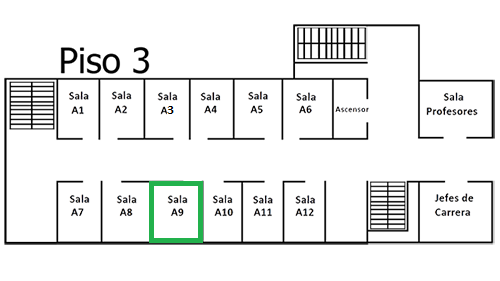 Piso 3
Sala
A1
Sala
A2
Sala
A3
Sala
A4
Sala
A5
Sala
A6
Ascensor
Sala
Profesores
Sala
A7
Sala
A8
Sala
A9
Sala
A10
Sala
A11
Sala
A12
Jefes de
Carrera